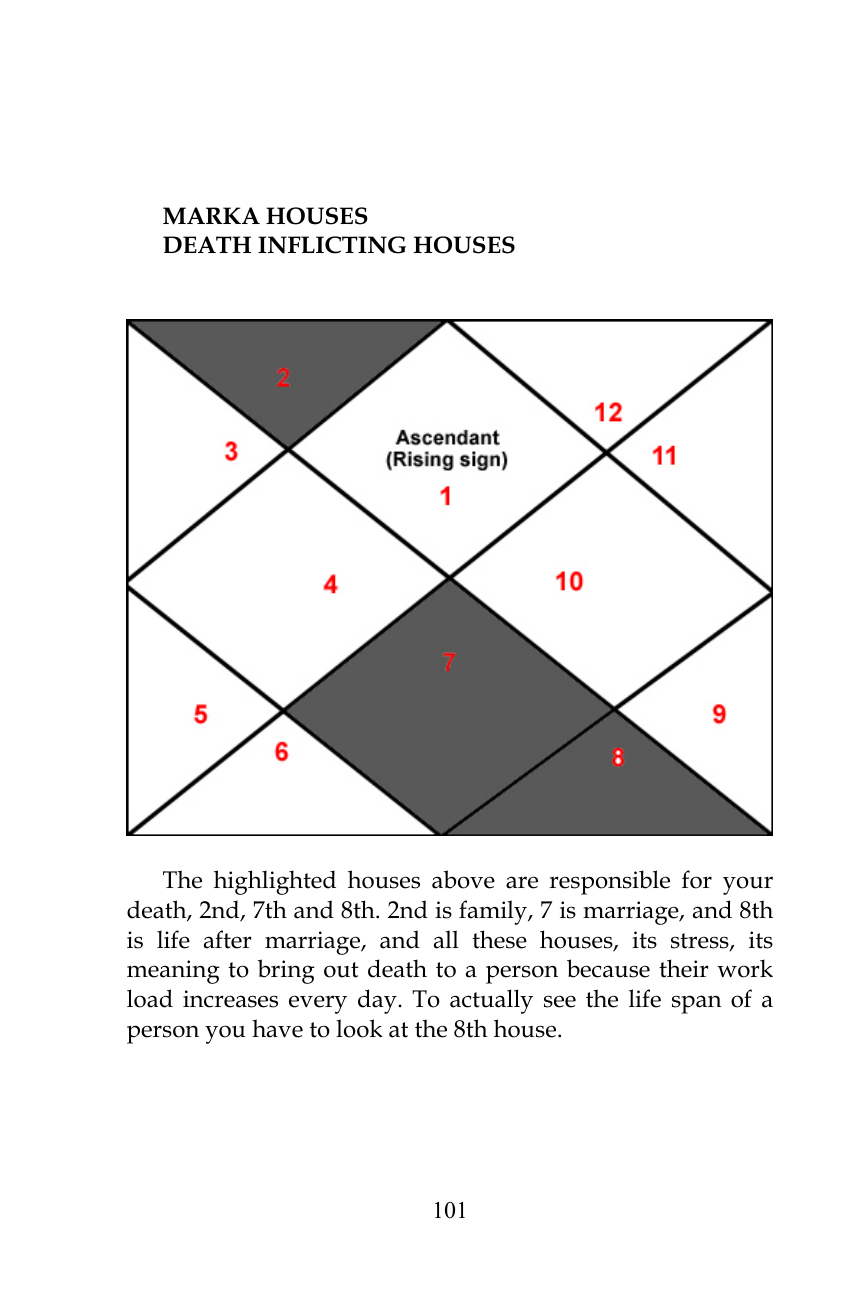 MARKA HOUSES
DEATH INFLICTING HOUSES
2
12
3
Ascendant
(Rising sign)
11
1
4
10
7
5
9
6
8
The highlighted houses above are responsible for your
death, 2nd, 7th and 8th. 2nd is family, 7 is marriage, and 8th
is life after marriage, and all these houses, its stress, its
meaning to bring out death to a person because their work
load increases every day. To actually see the life span of a
person you have to look at the 8th house.
101